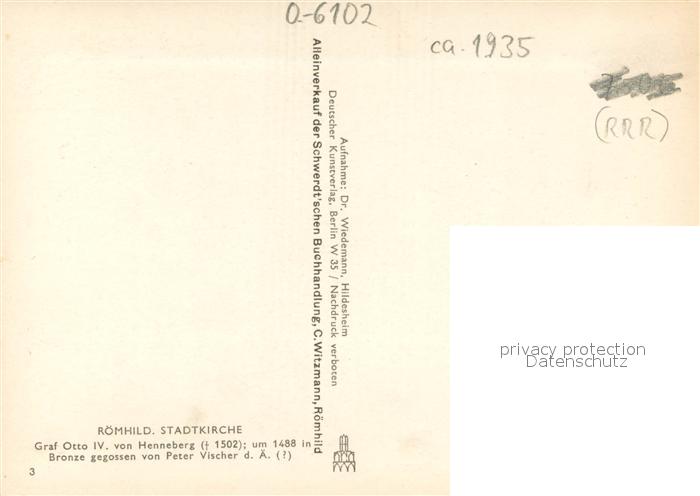 0-6102
ca. 1935
(RRR)
Alleinverkauf der Schwerdt'schen Buchhandlung, C. Witzmann, Römhild
Deutscher Kunstverlag, Berlin W 35 / Nachdruck verboten
Aufnahme: Dr. Wiedemann, Hildesheim
privacy protection
Datenschutz
RÖMHILD. STADTKIRCHE
Graf Otto IV. von Henneberg († 1502); um 1488 in
Bronze gegossen von Peter Vischer d. Ä. (?)
3